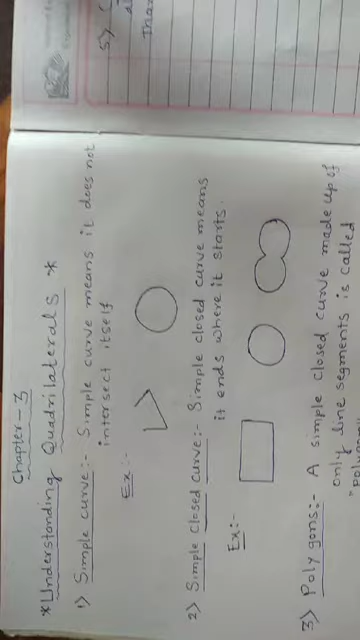 Chapter-3
*Understanding Quadrilaterals *
1) Simple curve:- Simple curve means it does not
intersect itself
Ex:-
2) Simple closed curve:- Simple closed curve means
it ends where it starts.
Ex:-
3) Polygons:- A simple closed curve made up of
only line segments is called
5)